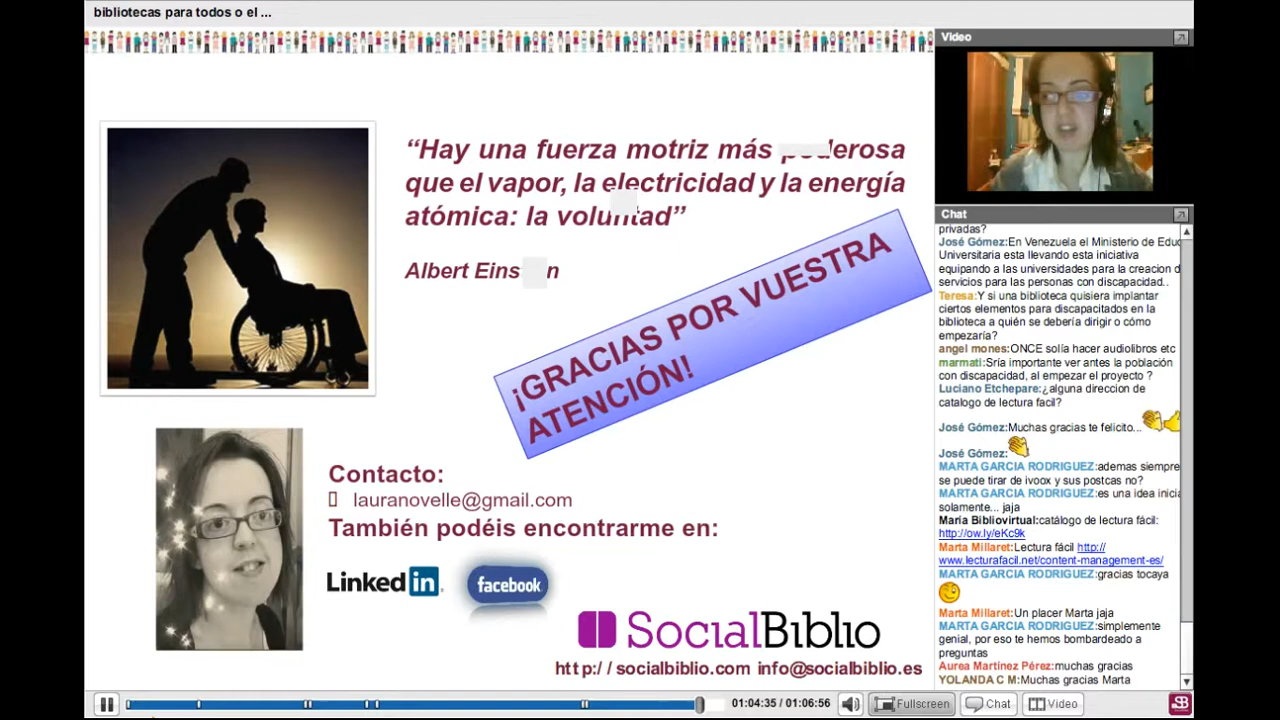 bibliotecas para todos o el ...
“Hay una fuerza motriz más poderosa
que el vapor, la electricidad y la energía
atómica: la voluntad”
Albert Eins n
¡GRACIAS POR VUESTRA
ATENCIÓN!
Contacto:
lauranovelle@gmail.com
También podéis encontrarme en:
Linked in
facebook
SocialBiblio
http://socialbiblio.com info@socialbiblio.es
Video
Chat
privadas?
José Gómez:En Venezuela el Ministerio de Educ
Universitaria esta llevando esta iniciativa
equipando a las universidades para la creacion d
servicios para las personas con discapacidad..
Teresa:Y si una biblioteca quisiera implantar
ciertos elementos para discapacitados en la
biblioteca a quién se debería dirigir o cómo
empezaría?
angel mones:ONCE solía hacer audiolibros etc
marmati:Sría importante ver antes la población
con discapacidad, al empezar el proyecto ?
Luciano Etchepare:¿alguna direccion de
catalogo de lectura facil?
José Gómez:Muchas gracias te felicito...
José Gómez:
MARTA GARCIA RODRIGUEZ:ademas siempre
se puede tirar de ivoox y sus postcas no?
MARTA GARCIA RODRIGUEZ:es una idea inicia
solamente... jaja
María Bibliovirtual:catálogo de lectura fácil:
http://ow.ly/eKc9k
Marta Millaret:Lectura fácil http://
www.lecturafacil.net/content-management-es/
MARTA GARCIA RODRIGUEZ:gracias tocaya
Marta Millaret:Un placer Marta jaja
MARTA GARCIA RODRIGUEZ:simplemente
genial, por eso te hemos bombardeado a
preguntas
Aurea Martínez Pérez:muchas gracias
YOLANDA C M:Muchas gracias Marta
01:04:35 / 01:06:56
Fullscreen
Chat
Video
SB